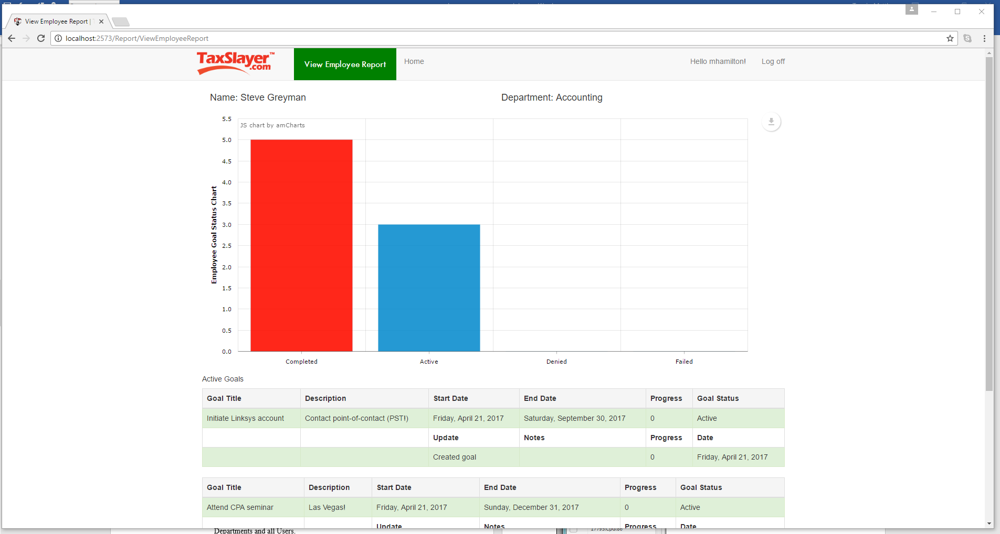 View Employee Report |
localhost:2573/Report/ViewEmployeeReport
TaxSlayer™
.com
View Employee Report
Home
Hello mhamilton!
Log off
Name: Steve Greyman
Department: Accounting
JS chart by amCharts
Employee Goal Status Chart
5.5
5.0
4.5
4.0
3.5
3.0
2.5
2.0
1.5
1.0
0.5
0.0
Completed Active Denied Failed
Active Goals
Goal Title Description Start Date End Date Progress Goal Status
Initiate Linksys account Contact point-of-contact (PST!) Friday, April 21, 2017 Saturday, September 30, 2017 0 Active
Update Notes Progress Date
Created goal 0 Friday, April 21, 2017
Goal Title Description Start Date End Date Progress Goal Status
Attend CPA seminar Las Vegas! Friday, April 21, 2017 Sunday, December 31, 2017 0 Active
Update Notes Progress Date
Departments and all Users.